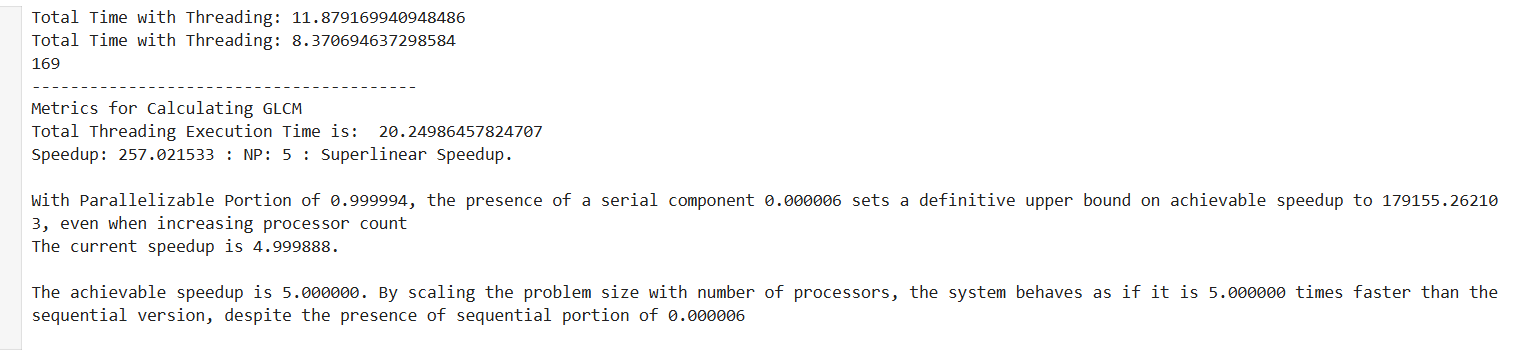 Total Time with Threading: 11.879169940948486
Total Time with Threading: 8.370694637298584
169
----------------------------------------
Metrics for Calculating GLCM
Total Threading Execution Time is:  20.24986457824707
Speedup: 257.021533 : NP: 5 : Superlinear Speedup.
With Parallelizable Portion of 0.999994, the presence of a serial component 0.000006 sets a definitive upper bound on achievable speedup to 179155.26210
3, even when increasing processor count
The current speedup is 4.999888.
The achievable speedup is 5.000000. By scaling the problem size with number of processors, the system behaves as if it is 5.000000 times faster than the
sequential version, despite the presence of sequential portion of 0.000006